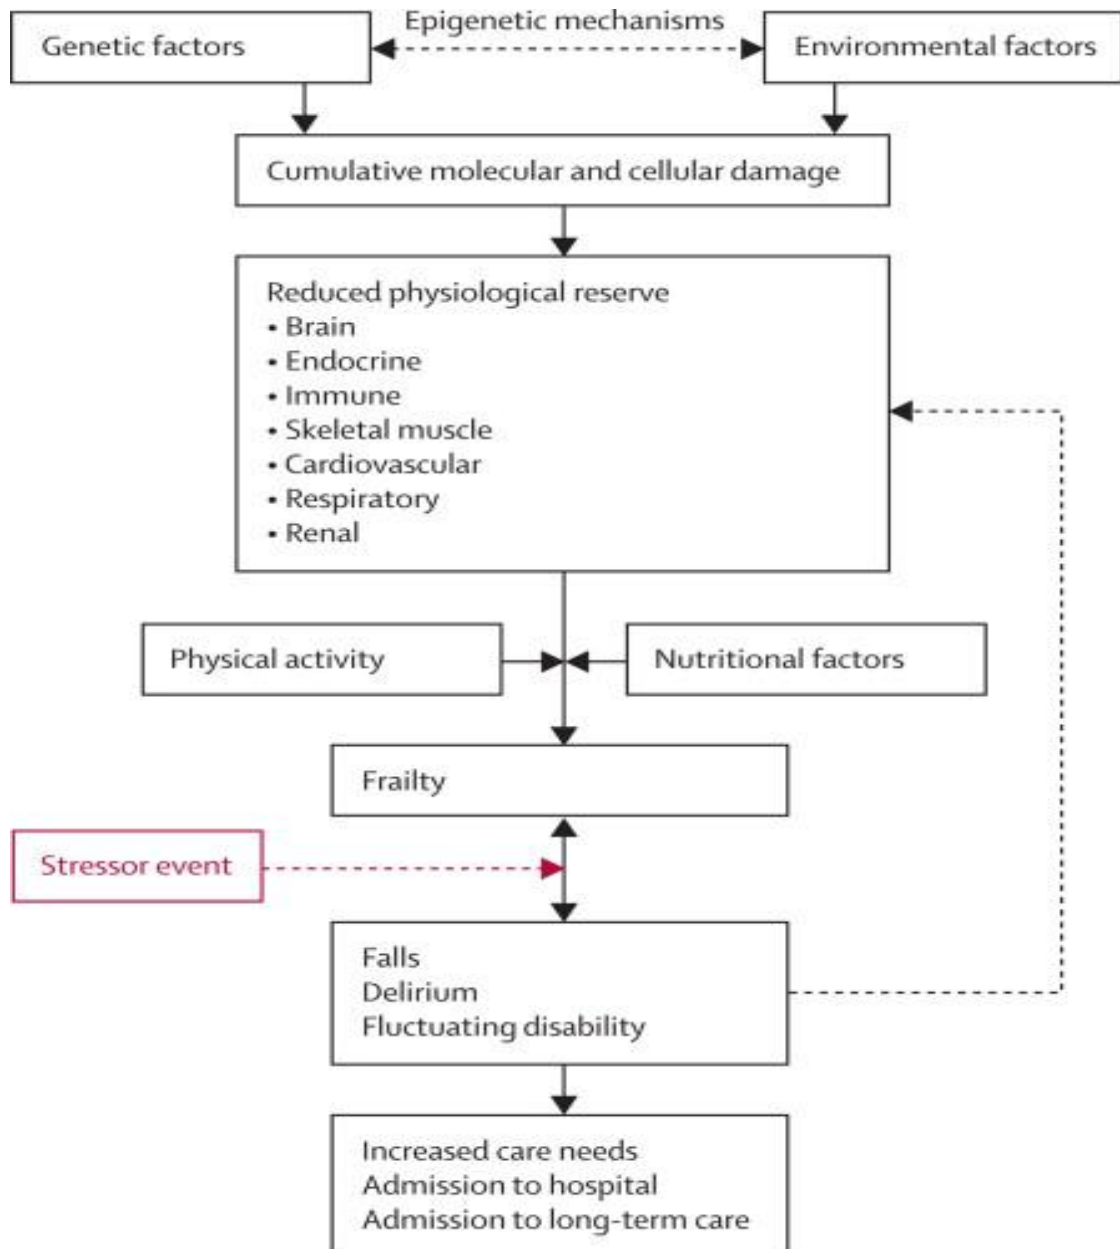 Epigenetic mechanisms
Genetic factors
Environmental factors
Cumulative molecular and cellular damage
Reduced physiological reserve
• Brain
• Endocrine
• Immune
• Skeletal muscle
• Cardiovascular
• Respiratory
• Renal
Physical activity
Nutritional factors
Frailty
Stressor event
Falls
Delirium
Fluctuating disability
Increased care needs
Admission to hospital
Admission to long-term care